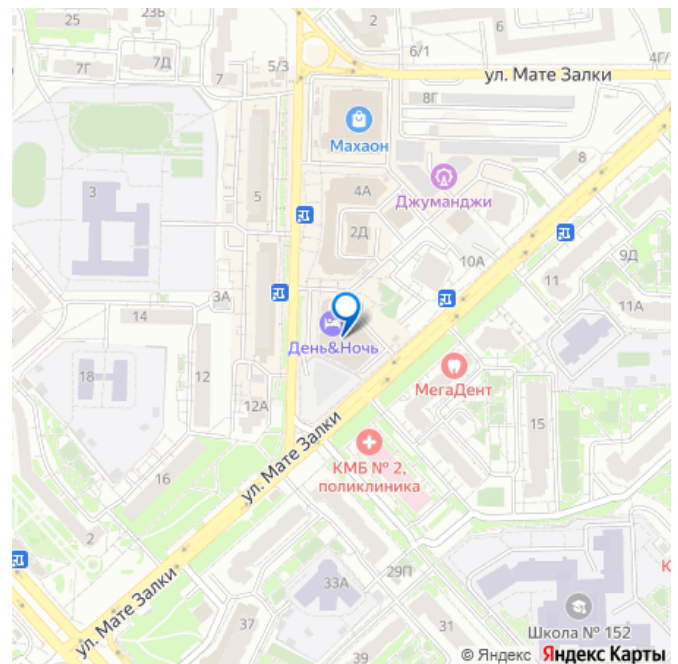 25
23Б
2
6/1
6
4Г/
7Г
7Д
7
5/3
ул. Мате Залки
8Г
Махаон
8
3
5
4А
Джуманджи
2Д
10А
9Д
11
11А
3А
14
День&Ночь
18
12
МегаДент
12А
15
КМБ № 2,
поликлиника
ул. Мате Залки
16
2
29П
33А
К
ул. Мате Залки
37
31
Школа № 152
39
© Яндекс Яндекс Карты